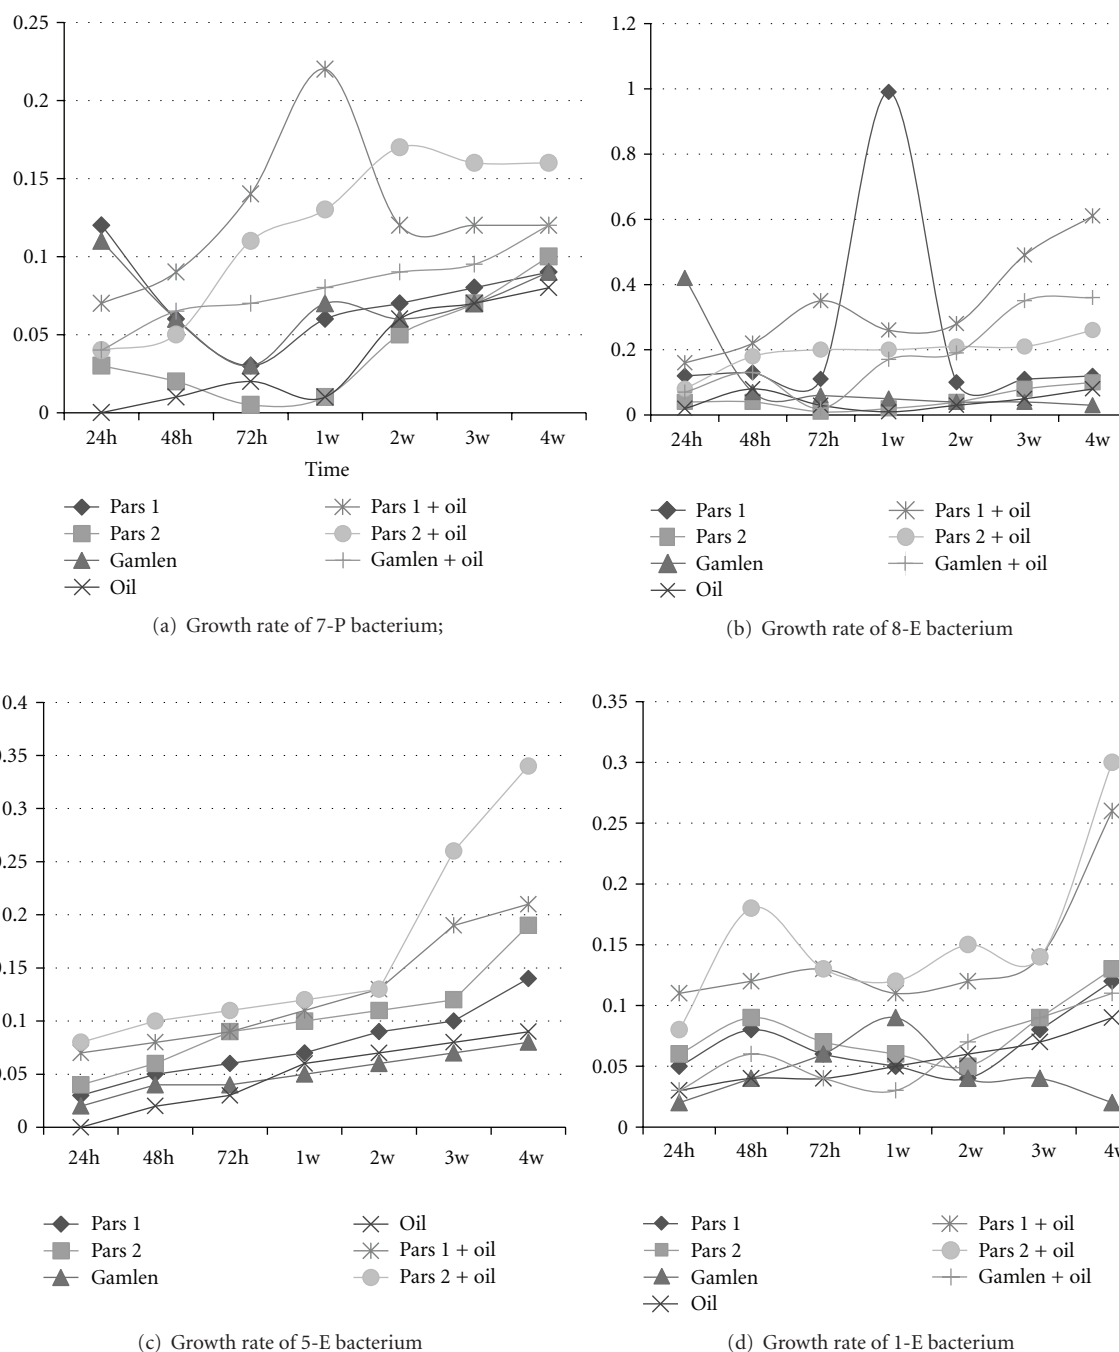 0.25
0.2
0.15
0.1
0.05
0
24h 48h 72h 1w 2w 3w 4w
Time
Pars 1
Pars 2
Gamlen
Oil
Pars 1 + oil
Pars 2 + oil
Gamlen + oil
(a) Growth rate of 7-P bacterium;
1.2
1
0.8
0.6
0.4
0.2
0
24h 48h 72h 1w 2w 3w 4w
Pars 1
Pars 2
Gamlen
Oil
Pars 1 + oil
Pars 2 + oil
Gamlen + oil
(b) Growth rate of 8-E bacterium
0.4
0.35
0.3
0.25
0.2
0.15
0.1
0.05
0
24h 48h 72h 1w 2w 3w 4w
Pars 1
Pars 2
Gamlen
Oil
Pars 1 + oil
Pars 2 + oil
(c) Growth rate of 5-E bacterium
0.35
0.3
0.25
0.2
0.15
0.1
0.05
0
24h 48h 72h 1w 2w 3w 4w
Pars 1
Pars 2
Gamlen
Oil
Pars 1 + oil
Pars 2 + oil
Gamlen + oil
(d) Growth rate of 1-E bacterium